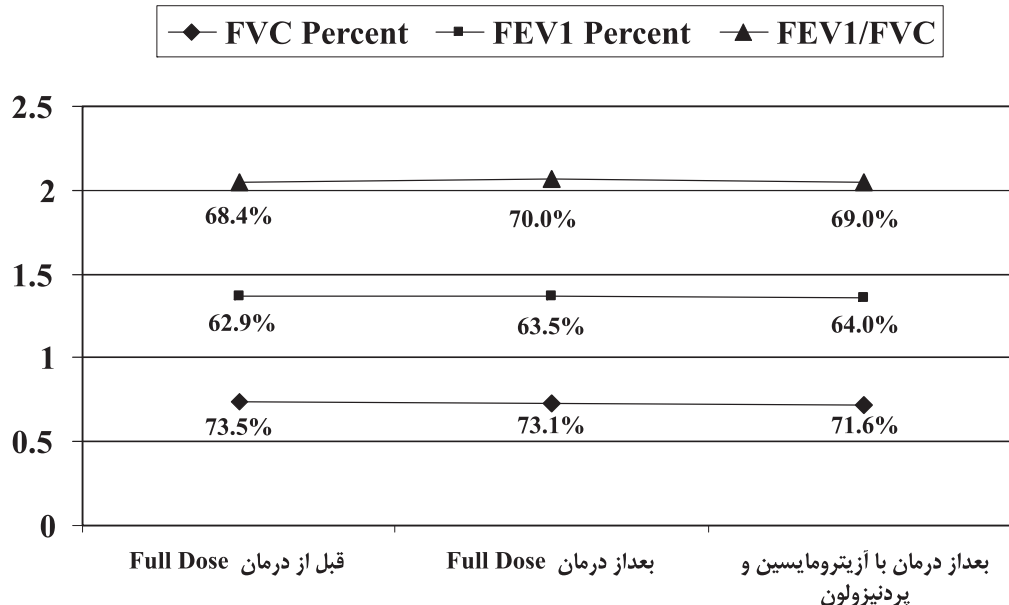 FVC Percent FEV1 Percent FEV1/FVC
2.5
2
68.4% 70.0% 69.0%
1.5
62.9% 63.5% 64.0%
1
73.5% 73.1% 71.6%
0.5
0
قبل از درمان Full Dose
بعداز درمان Full Dose
بعداز درمان با آزیترومایسین و
پردنیزولون